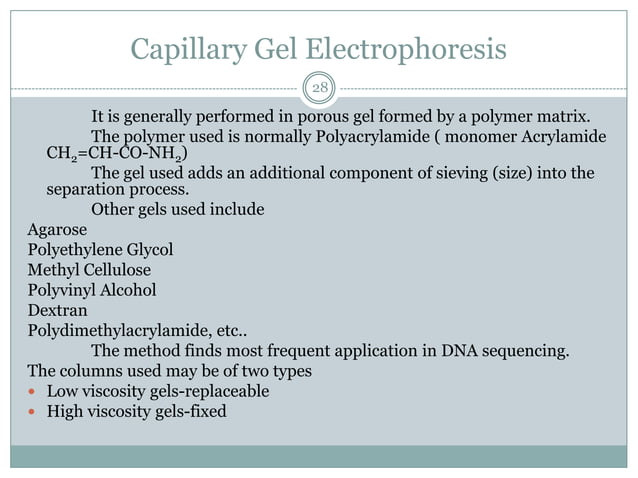 Capillary Gel Electrophoresis
28
It is generally performed in porous gel formed by a polymer matrix.
The polymer used is normally Polyacrylamide ( monomer Acrylamide
CH2=CH-CO-NH2)
The gel used adds an additional component of sieving (size) into the
separation process.
Other gels used include
Agarose
Polyethylene Glycol
Methyl Cellulose
Polyvinyl Alcohol
Dextran
Polydimethylacrylamide, etc..
The method finds most frequent application in DNA sequencing.
The columns used may be of two types
• Low viscosity gels-replaceable
• High viscosity gels-fixed